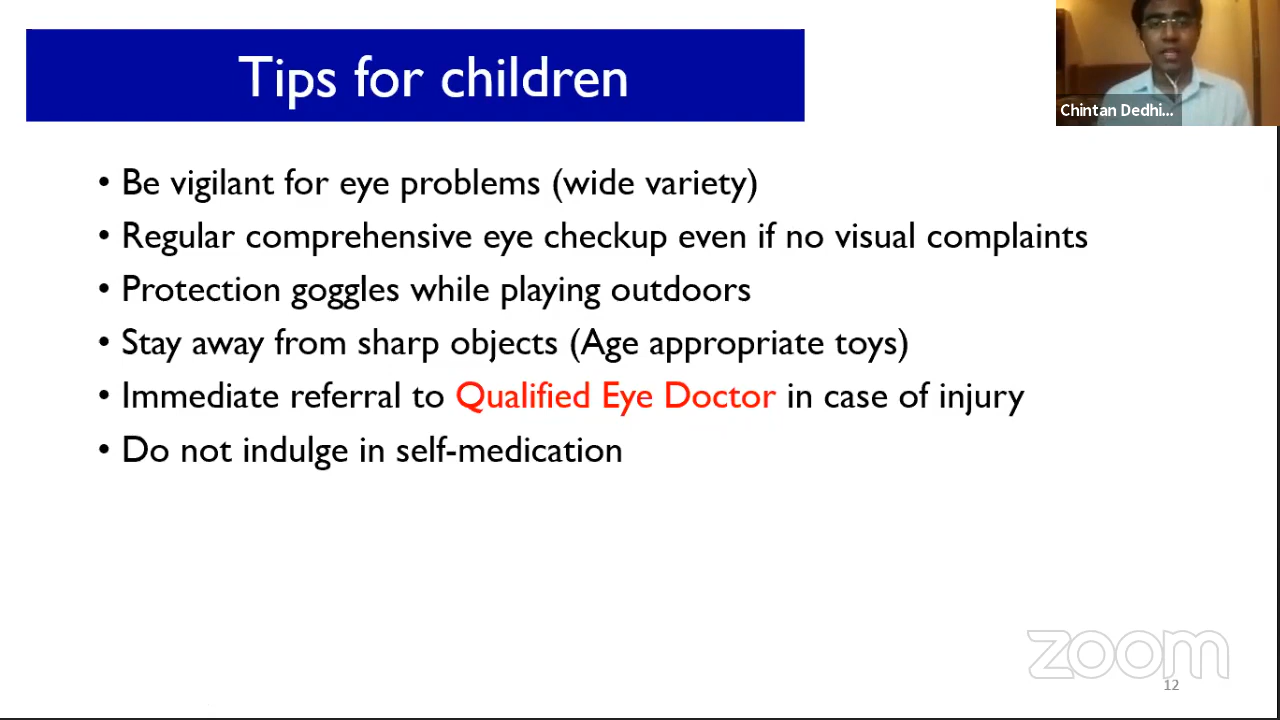 Tips for children
Chintan Dedhi...
• Be vigilant for eye problems (wide variety)
• Regular comprehensive eye checkup even if no visual complaints
• Protection goggles while playing outdoors
• Stay away from sharp objects (Age appropriate toys)
• Immediate referral to Qualified Eye Doctor in case of injury
• Do not indulge in self-medication
zoom
12